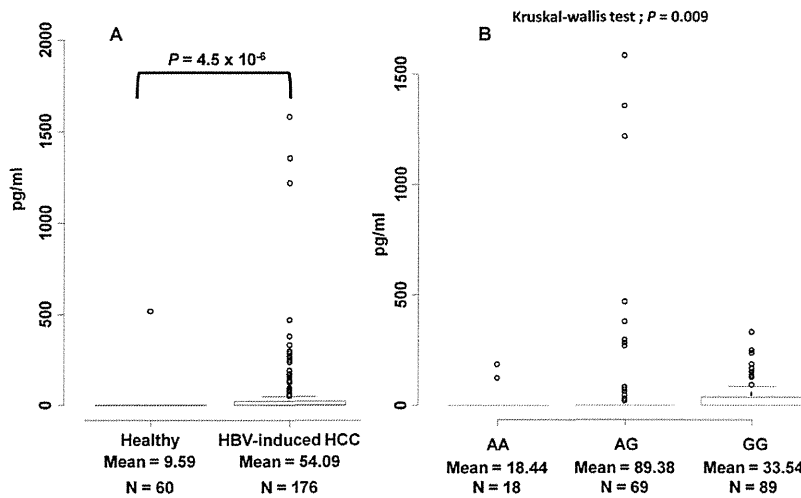 A
P = 4.5 x 10-6
pg/ml
2000
1500
1000
500
0
Healthy
Mean = 9.59
N = 60
HBV-induced HCC
Mean = 54.09
N = 176
B
Kruskal-wallis test ; P = 0.009
pg/ml
1500
1000
500
0
AA
Mean = 18.44
N = 18
AG
Mean = 89.38
N = 69
GG
Mean = 33.54
N = 89